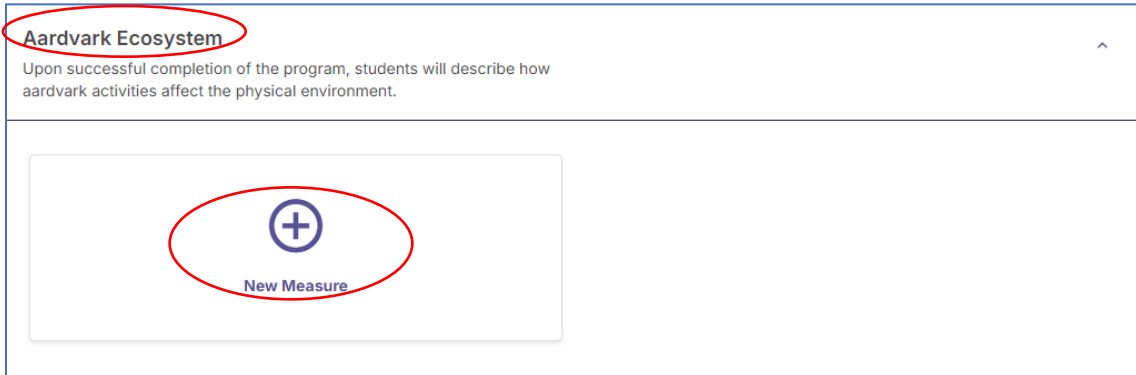 Aardvark Ecosystem
Upon successful completion of the program, students will describe how
aardvark activities affect the physical environment.
New Measure